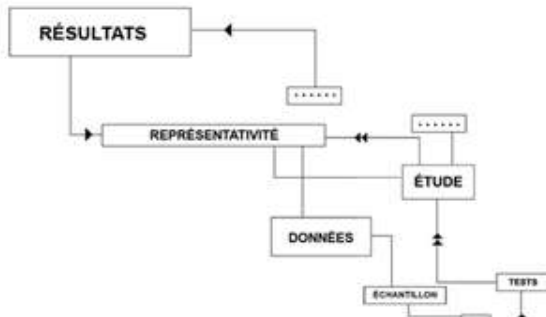 RÉSULTATS
......
......
REPRÉSENTATIVITÉ
ÉTUDE
DONNÉES
TESTS
ÉCHANTILLON